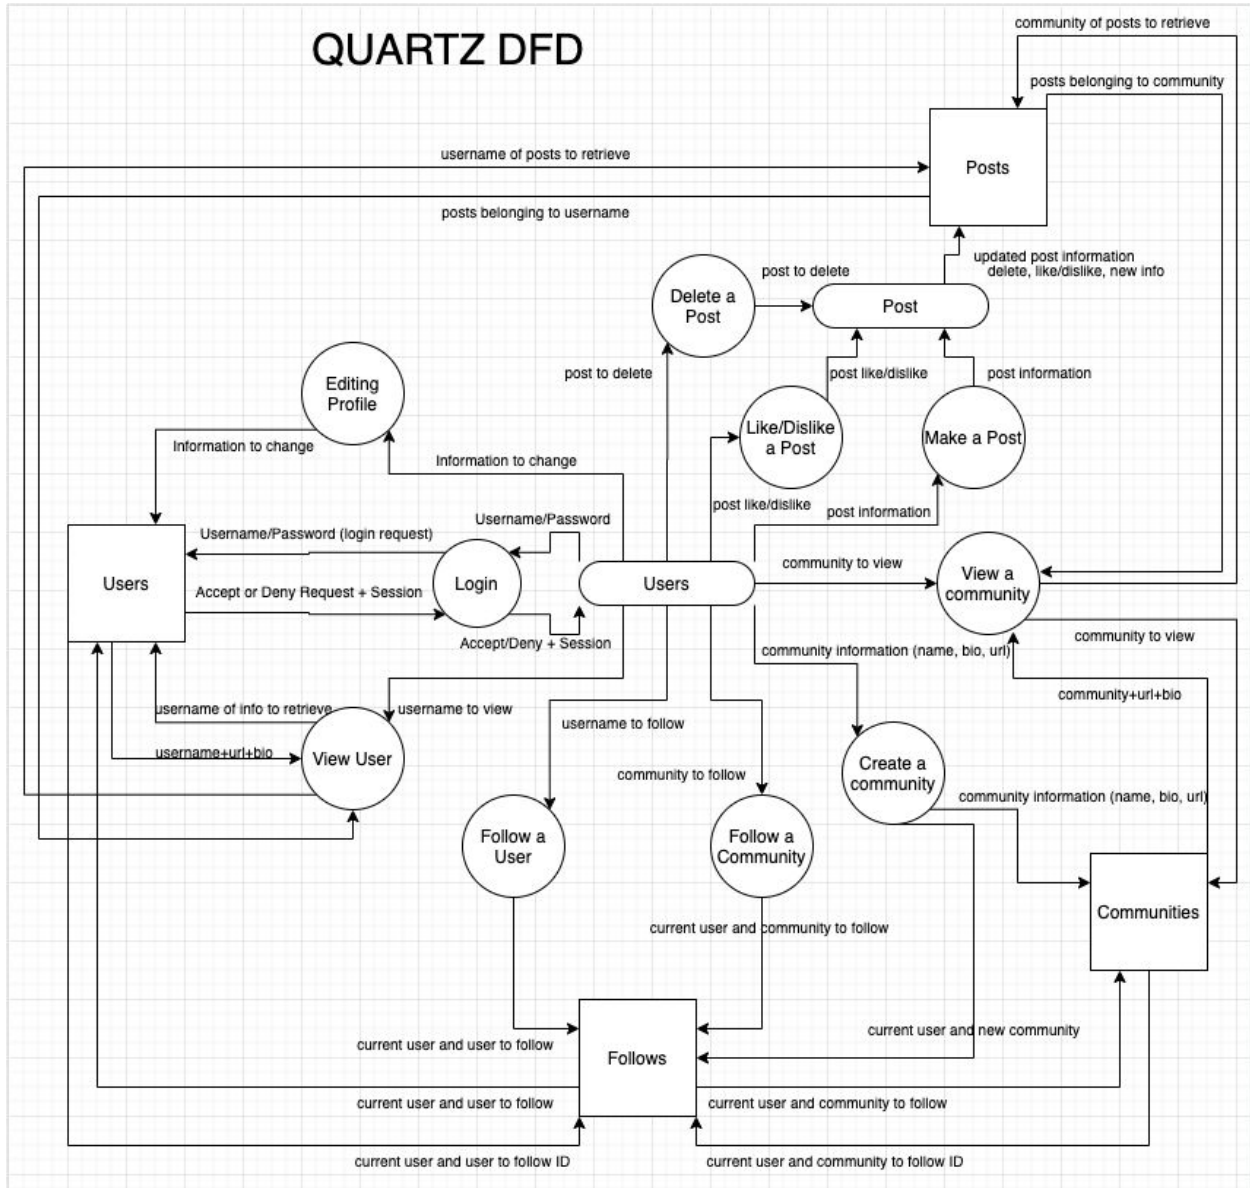 QUARTZ DFD
community of posts to retrieve
posts belonging to community
username of posts to retrieve
Posts
posts belonging to username
updated post information
delete, like/dislike, new info
post to delete
Delete a
Post
Post
post to delete
post like/dislike
post information
Editing
Profile
Like/Dislike
a Post
Make a Post
Information to change
Information to change
post like/dislike
post information
Username/Password
Username/Password (login request)
Users
Login
Users
community to view
View a
community
Accept or Deny Request + Session
Accept/Deny + Session
community to view
community information (name, bio, url)
community+url+bio
username of info to retrieve
username to view
username to follow
username+url+bio
View User
community to follow
Create a
community
community information (name, bio, url)
Follow a
User
Follow a
Community
Communities
current user and community to follow
current user and new community
current user and user to follow
Follows
current user and user to follow
current user and community to follow
current user and user to follow ID
current user and community to follow ID